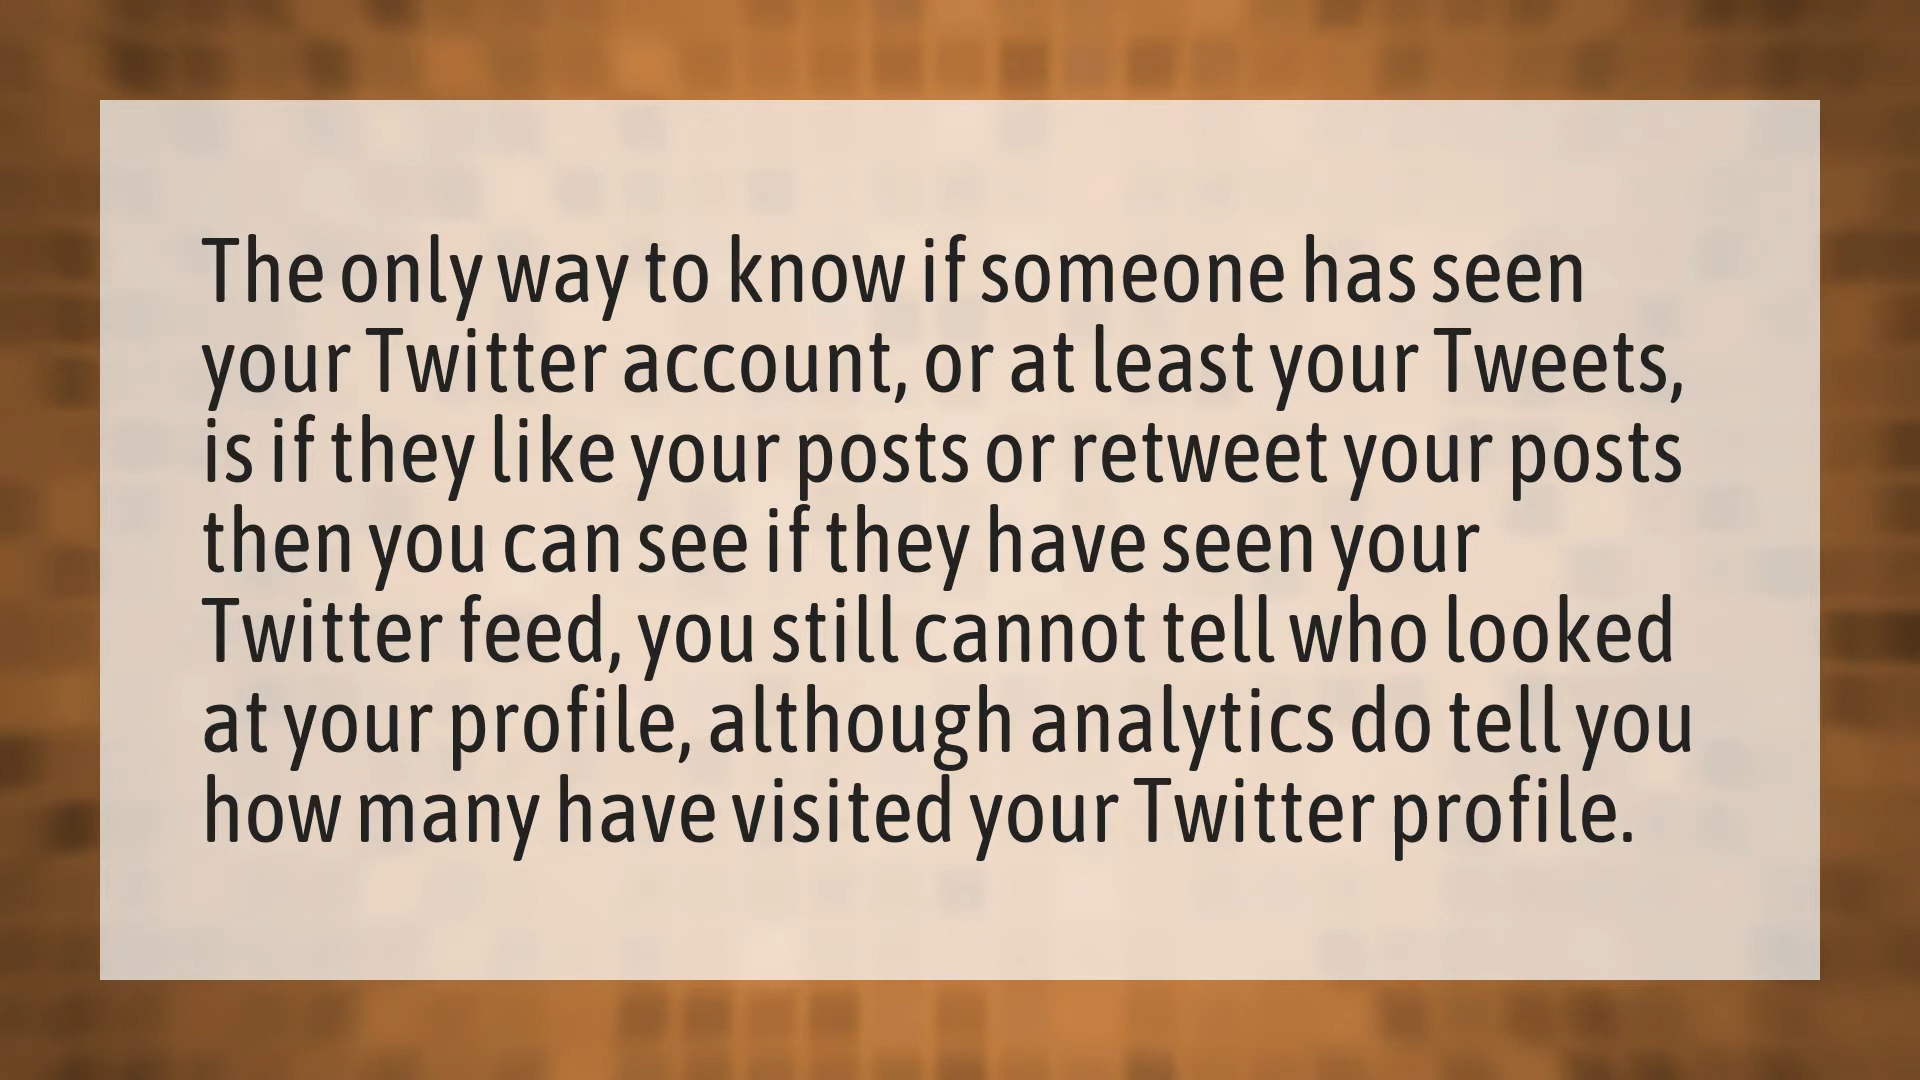 The only way to know if someone has seen
your Twitter account, or at least your Tweets,
is if they like your posts or retweet your posts
then you can see if they have seen your
Twitter feed, you still cannot tell who looked
at your profile, although analytics do tell you
how many have visited your Twitter profile.